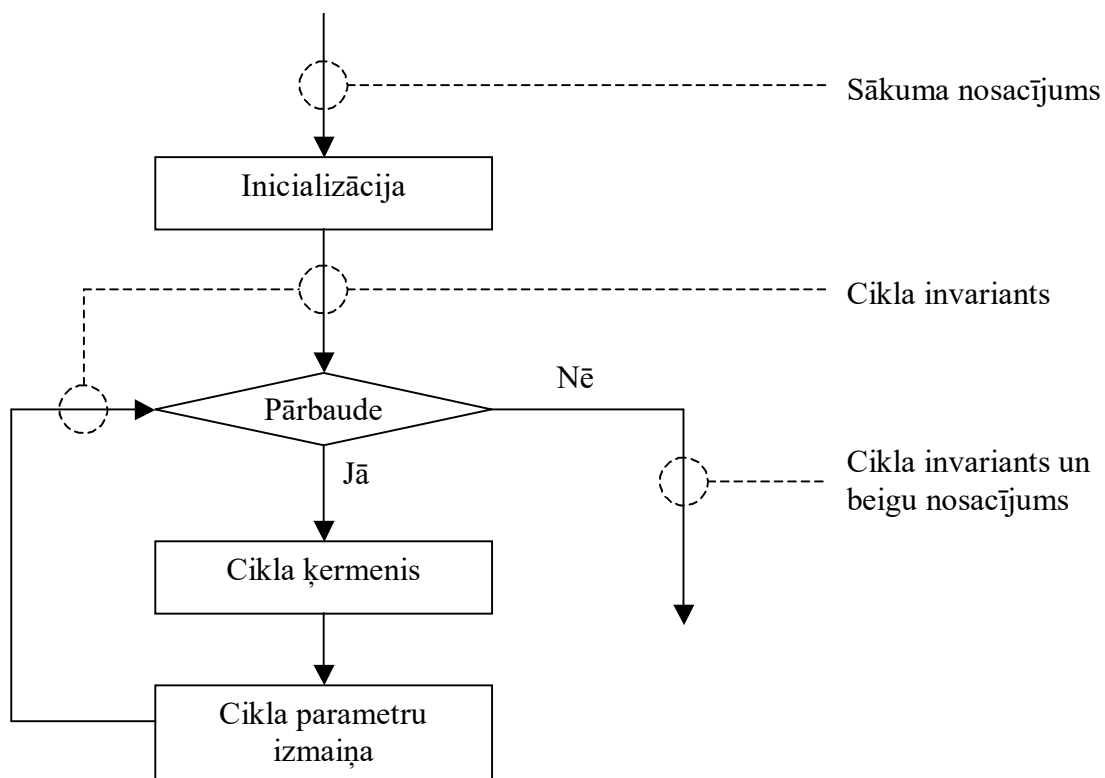 Sākuma nosacījums
Inicializācija
Cikla invariants
Nē
Pārbaude
Jā
Cikla invariants un
beigu nosacījums
Cikla ķermenis
Cikla parametru
izmaiņa